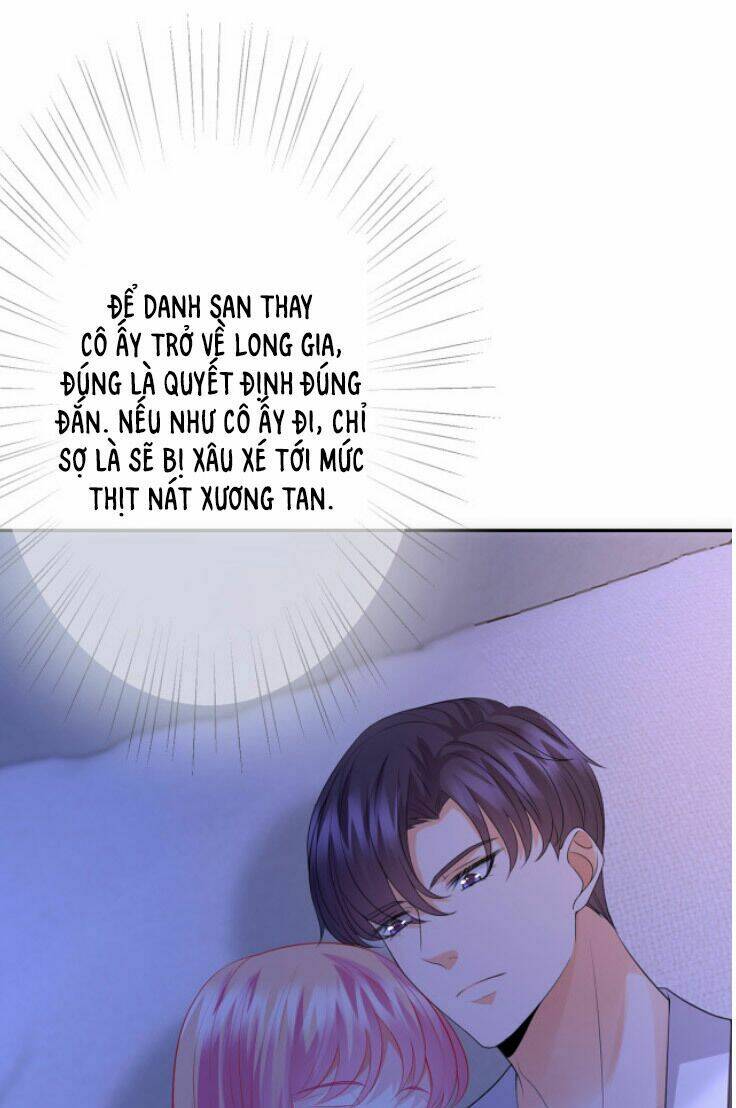 ĐỂ DANH SAN THAY
CÔ ẤY TRỞ VỀ LONG GIA,
ĐÚNG LÀ QUYẾT ĐỊNH ĐÚNG
ĐẮN. NẾU NHƯ CÔ ẤY ĐI, CHỈ
SỢ LÀ SẼ BỊ XÂU XÉ TỚI MỨC
THỊT NÁT XƯƠNG TAN.